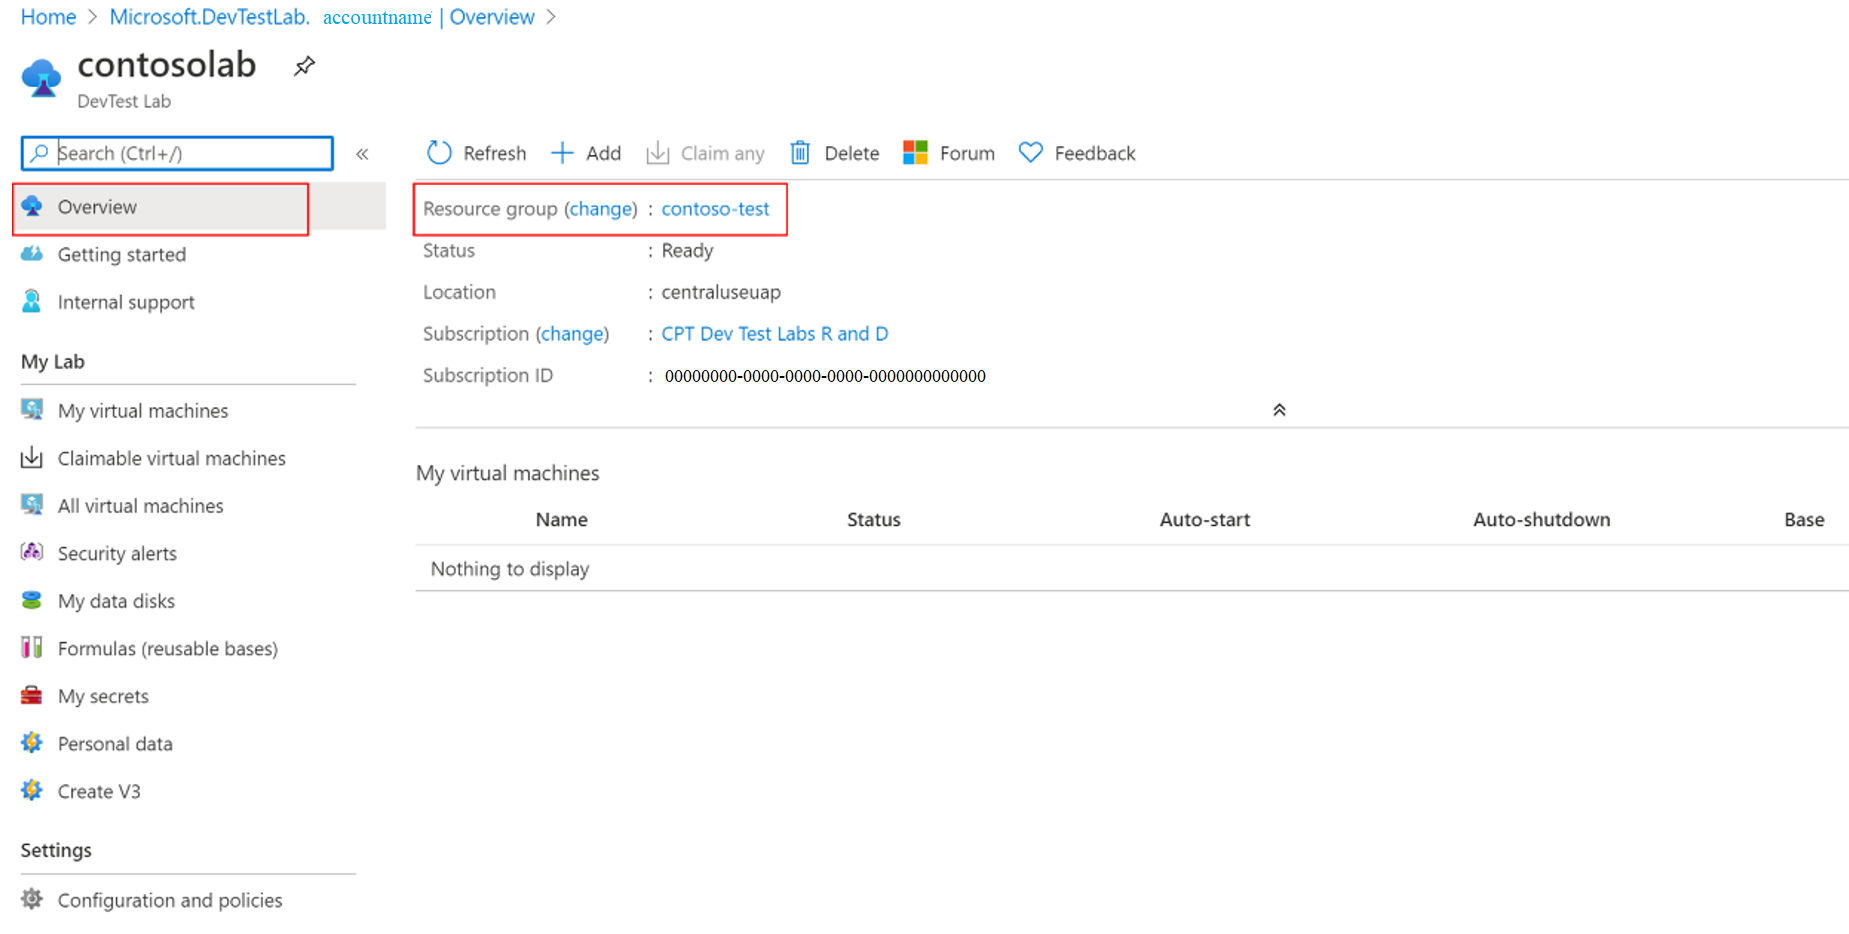 Home > Microsoft.DevTestLab. accountname | Overview >
contosolab
DevTest Lab
Search (Ctrl+/)
«
Refresh
Add
Claim any
Delete
Forum
Feedback
Overview
Getting started
Internal support
My Lab
My virtual machines
Claimable virtual machines
All virtual machines
Security alerts
My data disks
Formulas (reusable bases)
My secrets
Personal data
Create V3
Settings
Configuration and policies
Resource group (change) : contoso-test
Status : Ready
Location : centraluseuap
Subscription (change) : CPT Dev Test Labs R and D
Subscription ID : 00000000-0000-0000-0000-0000000000000
My virtual machines
Name Status Auto-start Auto-shutdown Base
Nothing to display